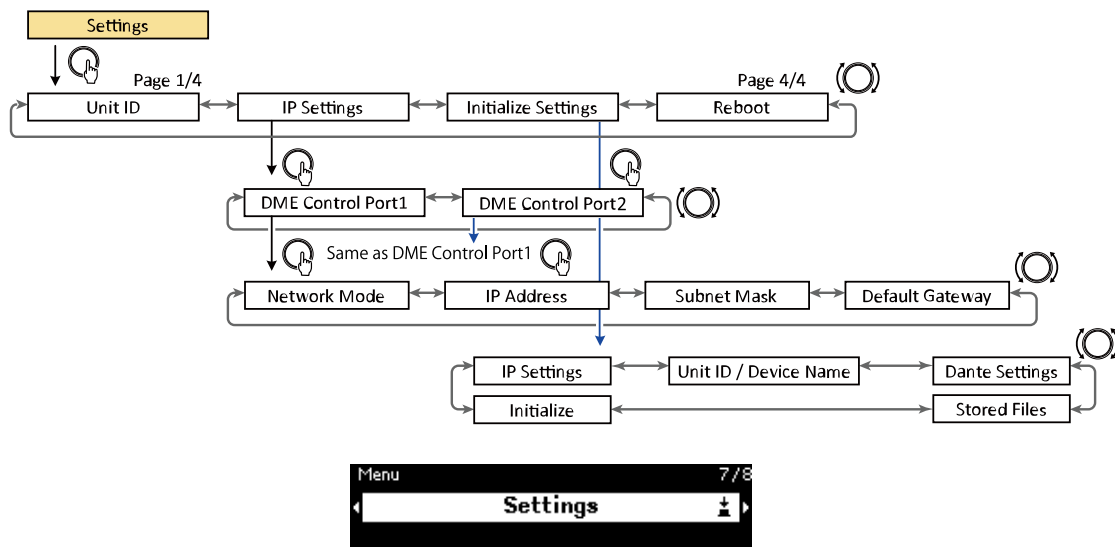 Settings
Page 1/4
Page 4/4
Unit ID
IP Settings
Initialize Settings
Reboot
DME Control Port1
DME Control Port2
Same as DME Control Port1
Network Mode
IP Address
Subnet Mask
Default Gateway
IP Settings
Unit ID / Device Name
Dante Settings
Initialize
Stored Files
Menu
7/8
Settings